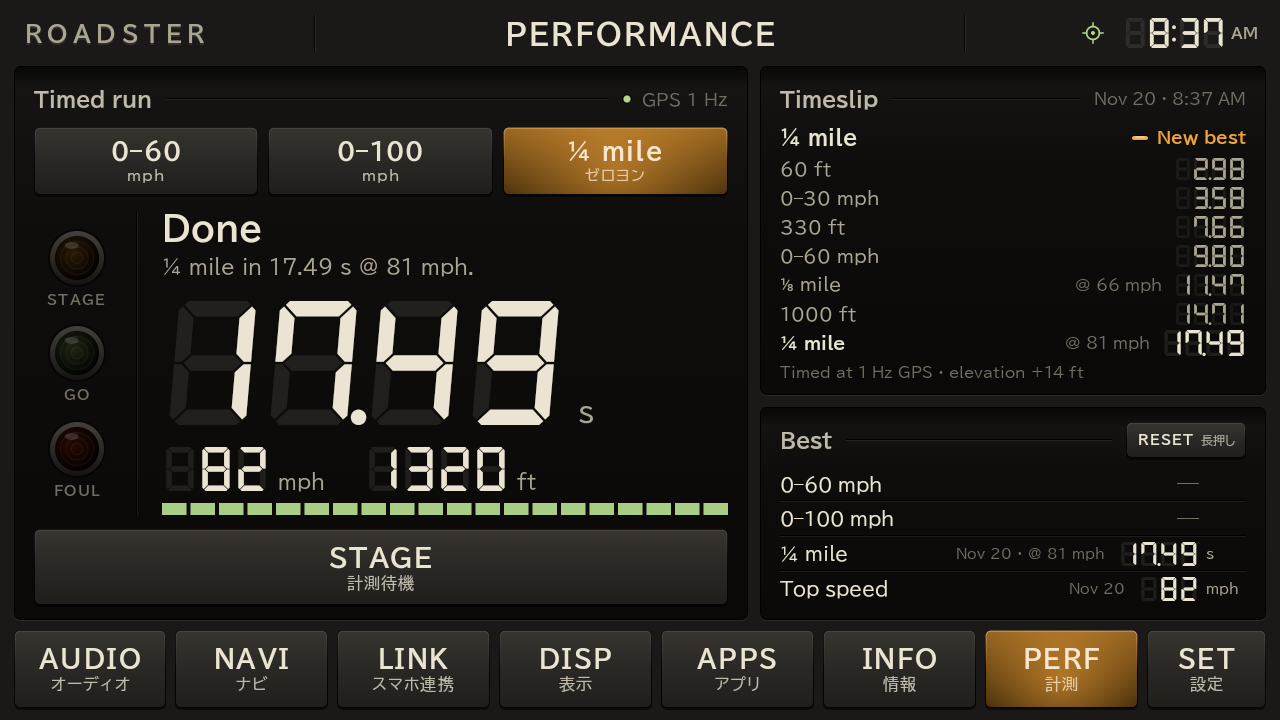 ROADSTER
PERFORMANCE
8:37 AM
Timed run
GPS 1 Hz
0–60
mph
0–100
mph
¼ mile
ゼロヨン
STAGE
GO
FOUL
Done
¼ mile in 17.49 s @ 81 mph.
17.49 s
82 mph 1320 ft
STAGE
計測待機
Timeslip
Nov 20 · 8:37 AM
¼ mile
New best
60 ft 2.98
0–30 mph 3.58
330 ft 7.66
0–60 mph 9.80
⅛ mile @ 66 mph 11.47
1000 ft 14.71
¼ mile @ 81 mph 17.49
Timed at 1 Hz GPS · elevation +14 ft
Best
RESET 長押し
0–60 mph —
0–100 mph —
¼ mile Nov 20 · @ 81 mph 17.49 s
Top speed Nov 20 82 mph
AUDIO
オーディオ
NAVI
ナビ
LINK
スマホ連携
DISP
表示
APPS
アプリ
INFO
情報
PERF
計測
SET
設定